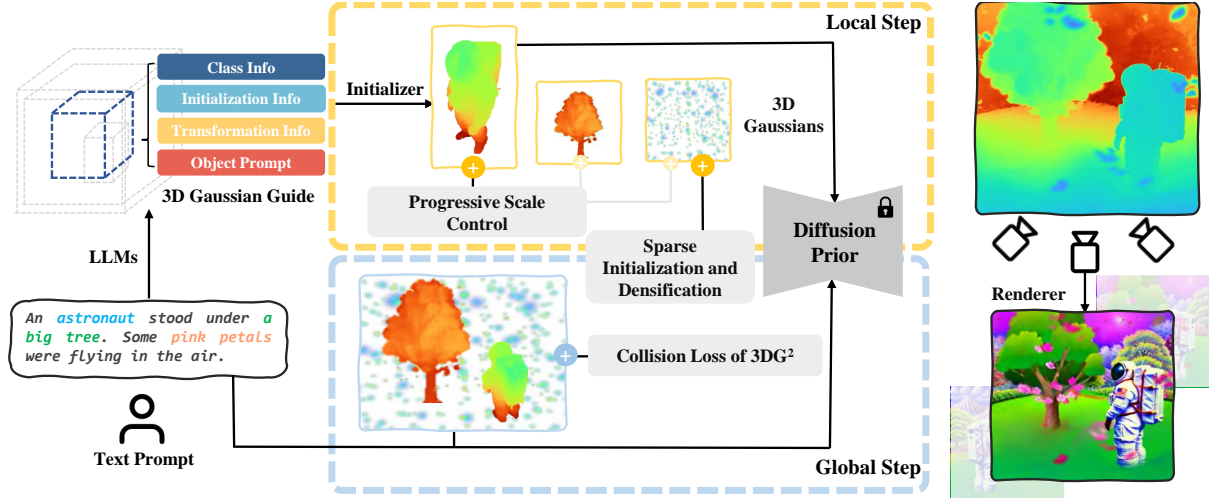 Local Step
Class Info
Initialization Info
Transformation Info
Object Prompt
3D Gaussian Guide
Initializer
3D
Gaussians
Progressive Scale
Control
Sparse
Initialization and
Densification
Diffusion
Prior
LLMs
An astronaut stood under a
big tree. Some pink petals
were flying in the air.
Text Prompt
Collision Loss of 3DG²
Global Step
Renderer